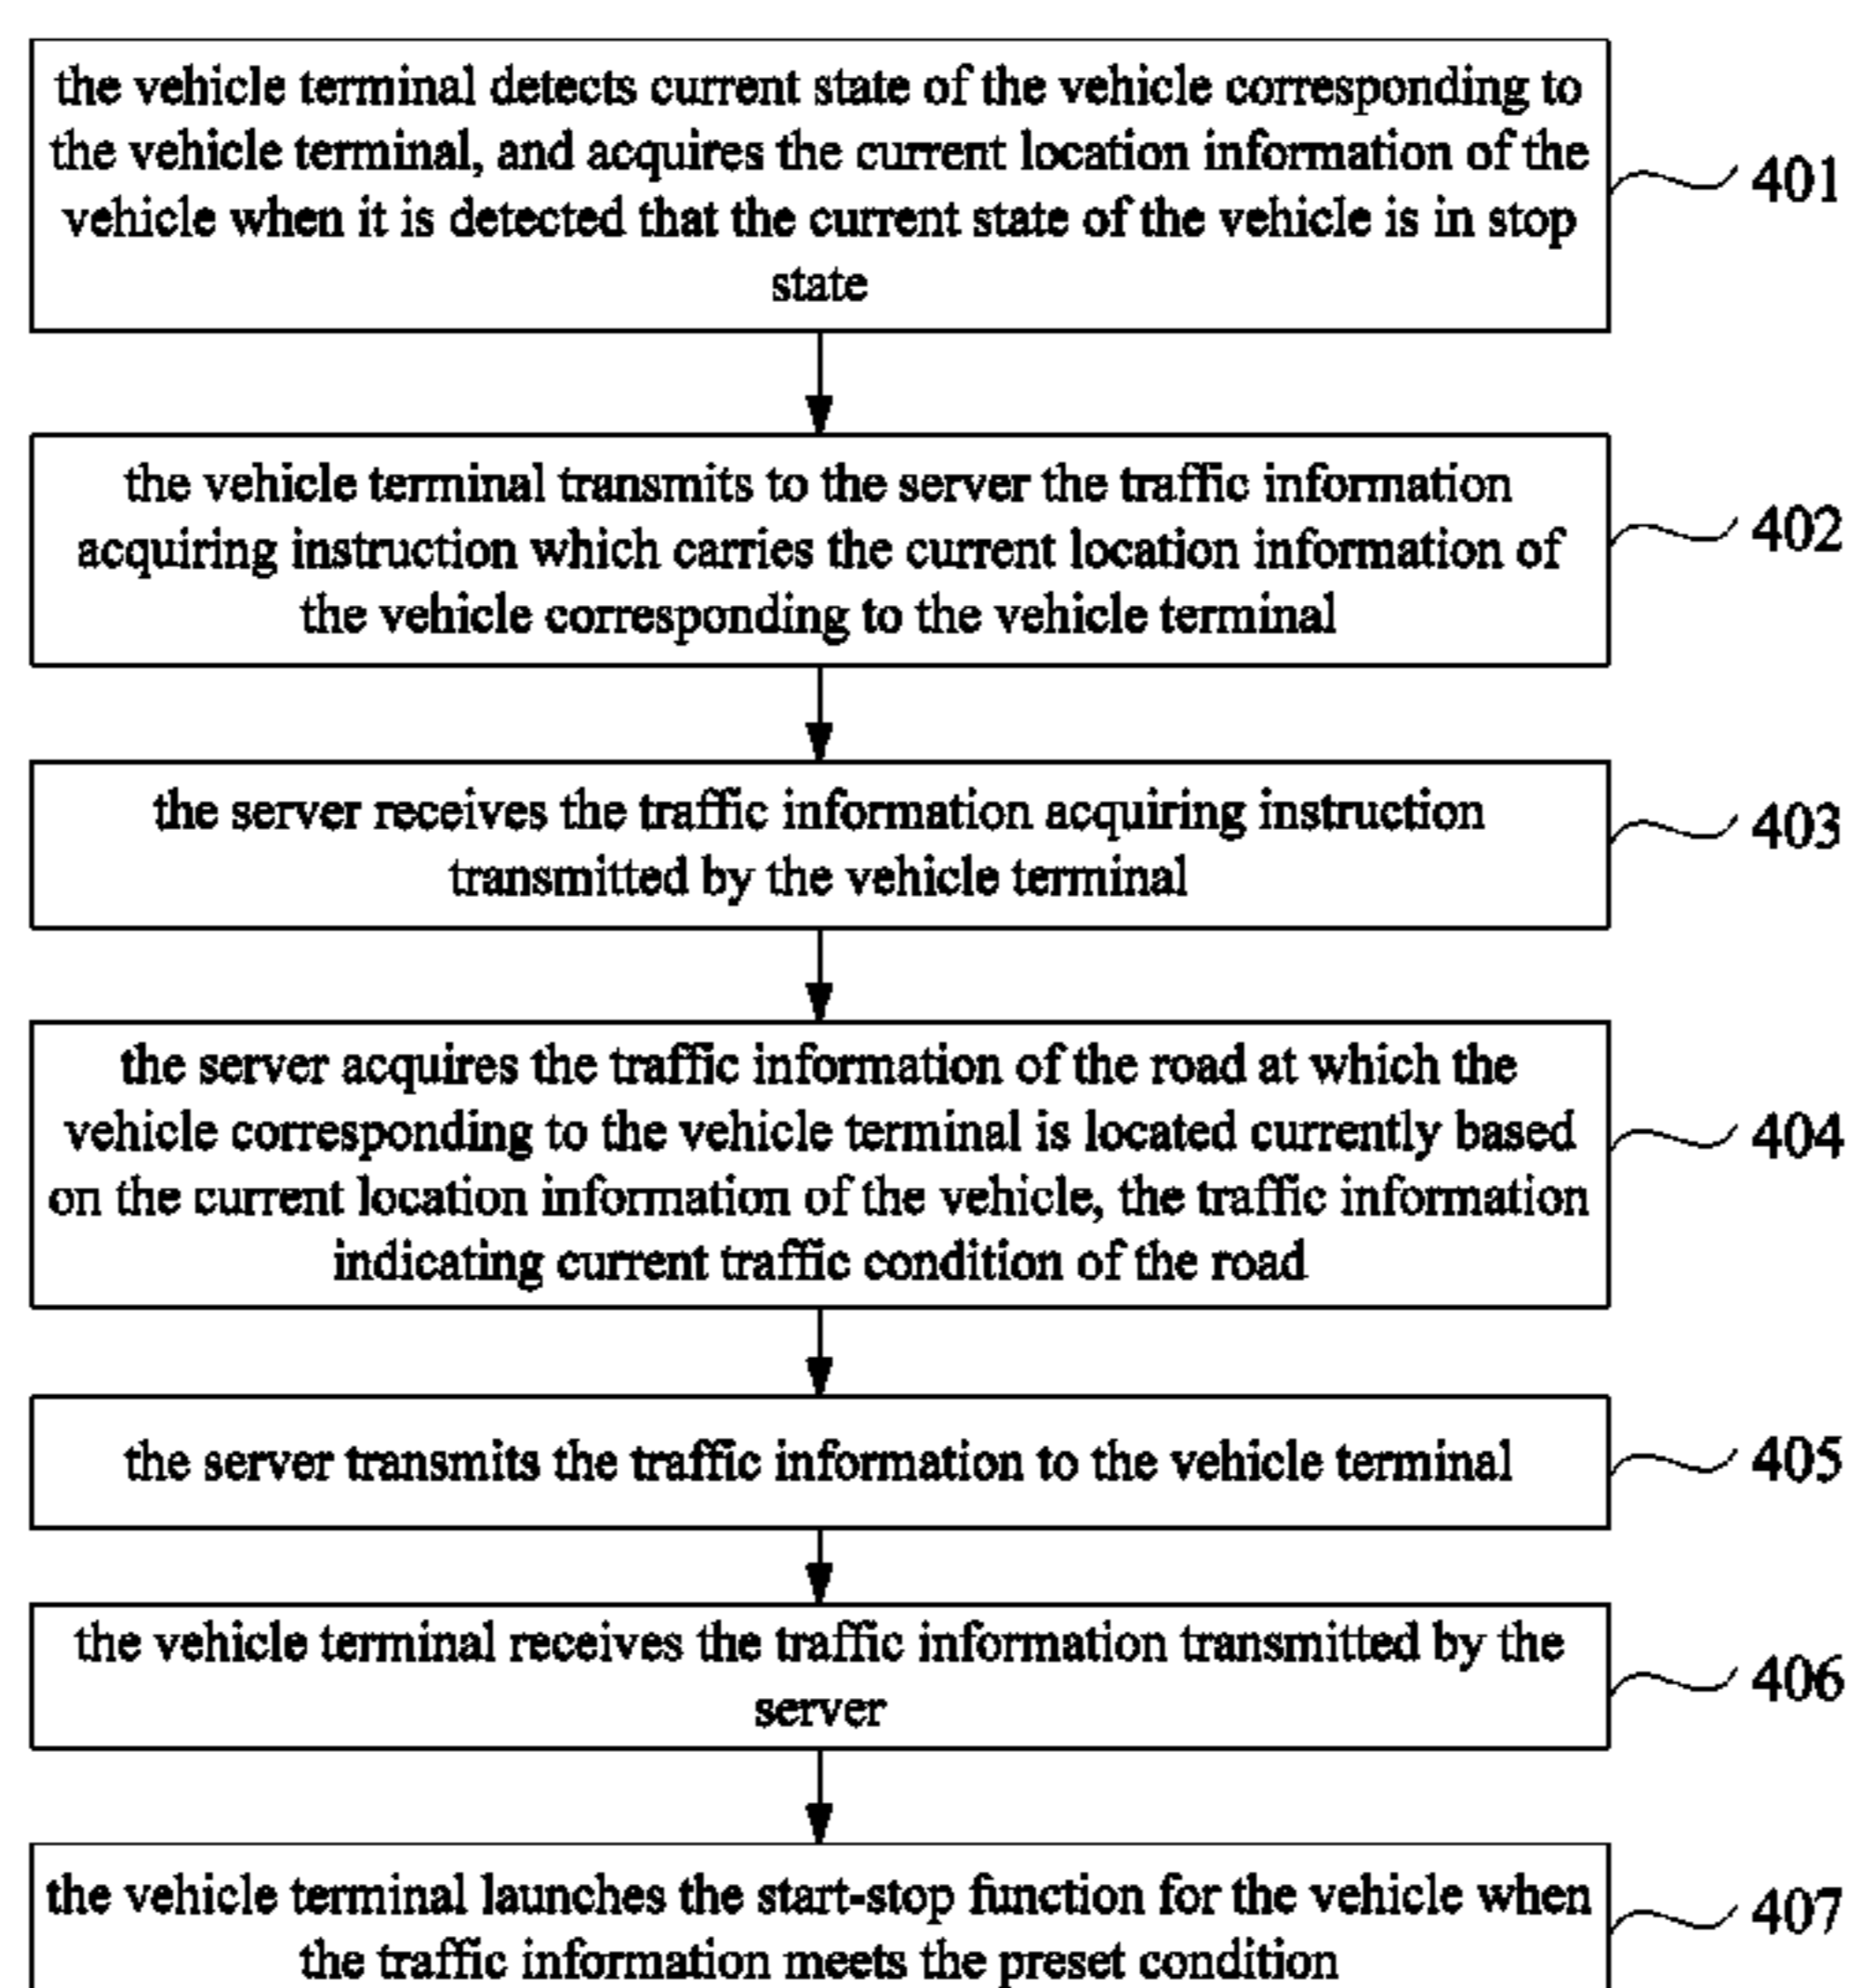 the vehicle terminal detects current state of the vehicle corresponding to
the vehicle terminal, and acquires the current location information of the
vehicle when it is detected that the current state of the vehicle is in stop
state
401
the vehicle terminal transmits to the server the traffic information
acquiring instruction which carries the current location information of
the vehicle corresponding to the vehicle terminal
402
the server receives the traffic information acquiring instruction
transmitted by the vehicle terminal
403
the server acquires the traffic information of the road at which the
vehicle corresponding to the vehicle terminal is located currently based
on the current location information of the vehicle, the traffic information
indicating current traffic condition of the road
404
the server transmits the traffic information to the vehicle terminal
405
the vehicle terminal receives the traffic information transmitted by the
server
406
the vehicle terminal launches the start-stop function for the vehicle when
the traffic information meets the preset condition
407